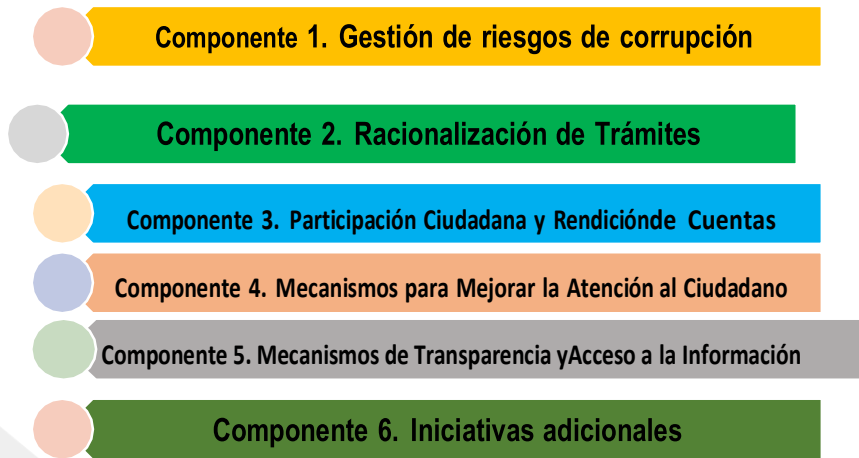 Componente 1. Gestión de riesgos de corrupción
Componente 2. Racionalización de Trámites
Componente 3. Participación Ciudadana y Rendiciónde Cuentas
Componente 4. Mecanismos para Mejorar la Atención al Ciudadano
Componente 5. Mecanismos de Transparencia yAcceso a la Información
Componente 6. Iniciativas adicionales